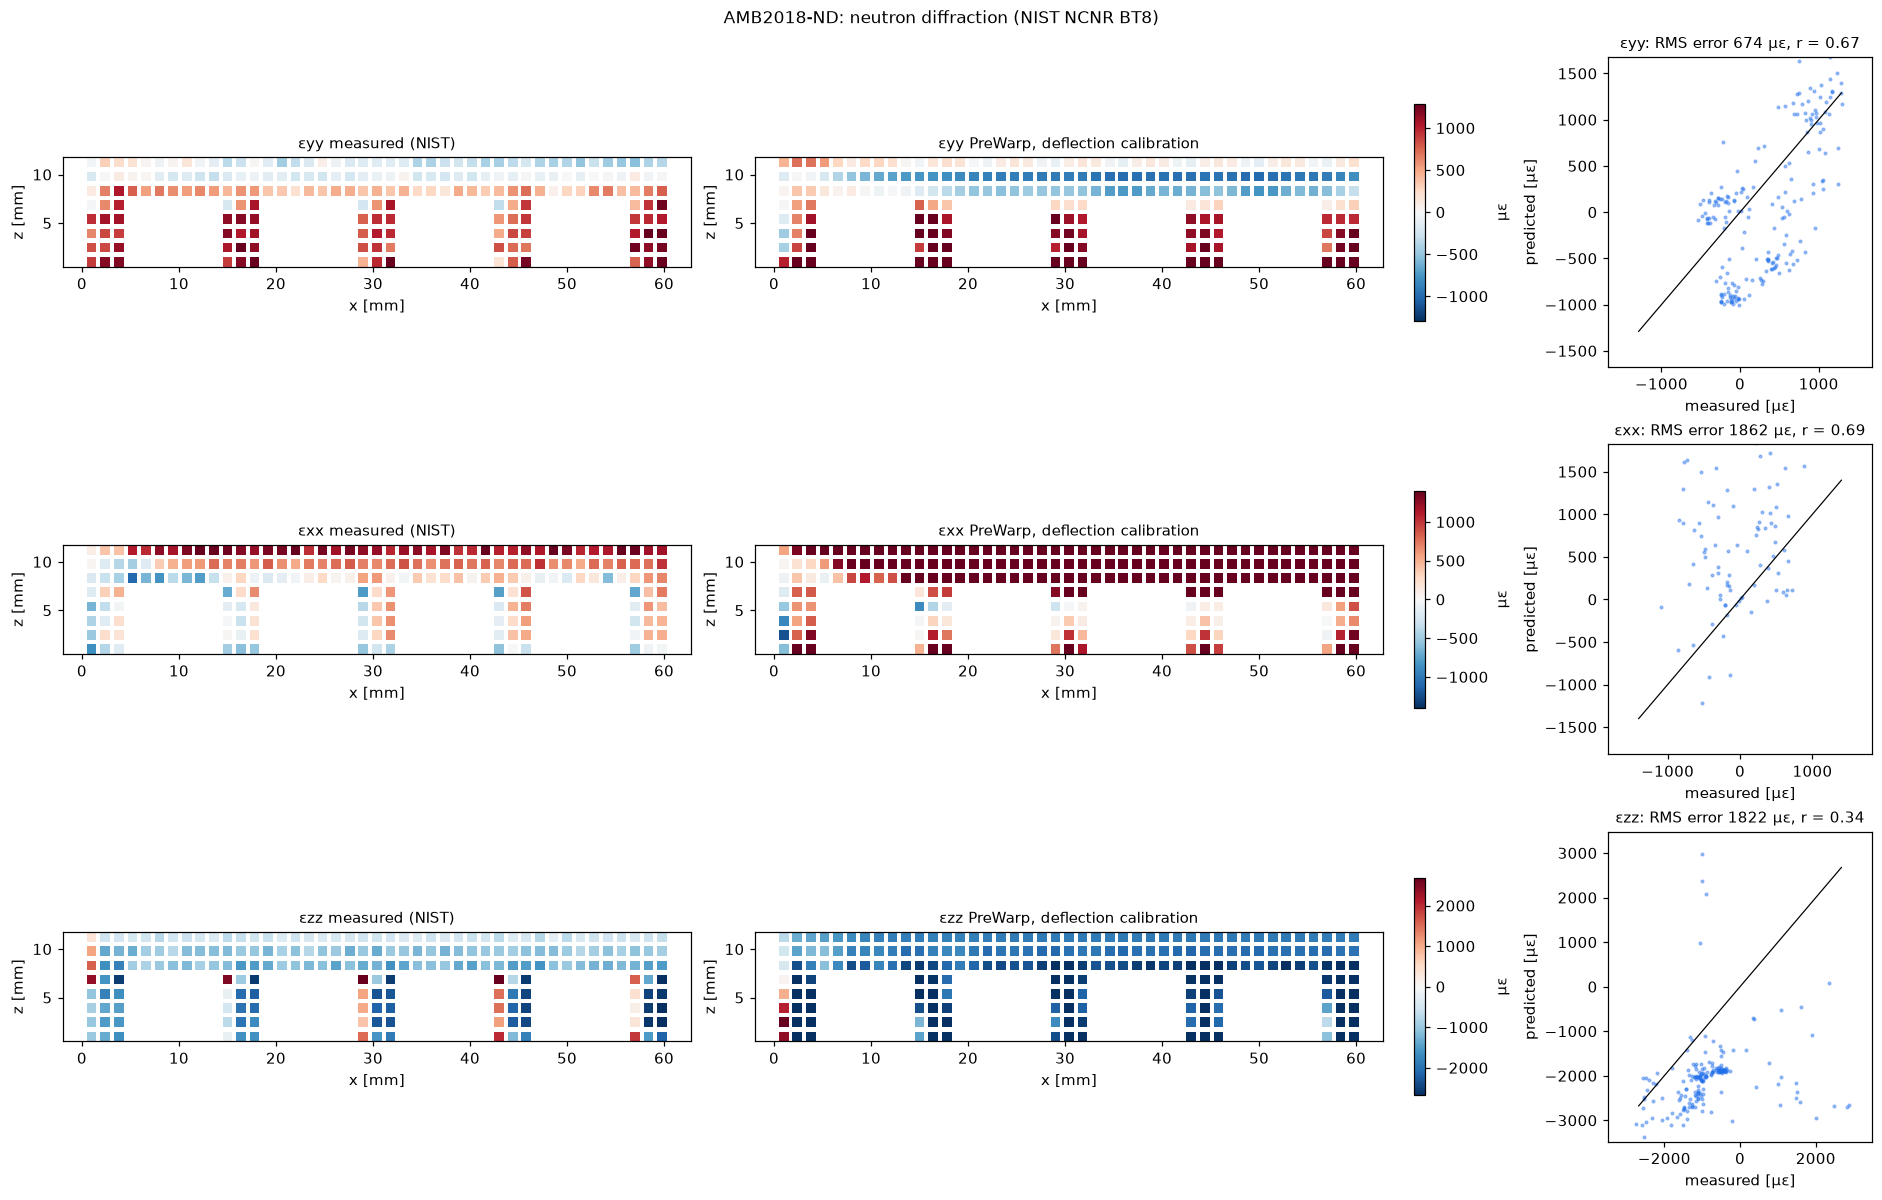 AMB2018-ND: neutron diffraction (NIST NCNR BT8)
εyy measured (NIST)
z [mm]
10
5
0 10 20 30 40 50 60
x [mm]
εyy PreWarp, deflection calibration
z [mm]
10
5
0 10 20 30 40 50 60
x [mm]
1000
500
0
−500
−1000
με
εyy: RMS error 674 με, r = 0.67
predicted [με]
1500
1000
500
0
−500
−1000
−1500
−1000 0 1000
measured [με]
εxx measured (NIST)
z [mm]
10
5
0 10 20 30 40 50 60
x [mm]
εxx PreWarp, deflection calibration
z [mm]
10
5
0 10 20 30 40 50 60
x [mm]
1000
500
0
−500
−1000
με
εxx: RMS error 1862 με, r = 0.69
predicted [με]
1500
1000
500
0
−500
−1000
−1500
−1000 0 1000
measured [με]
εzz measured (NIST)
z [mm]
10
5
0 10 20 30 40 50 60
x [mm]
εzz PreWarp, deflection calibration
z [mm]
10
5
0 10 20 30 40 50 60
x [mm]
2000
1000
0
−1000
−2000
με
εzz: RMS error 1822 με, r = 0.34
predicted [με]
3000
2000
1000
0
−1000
−2000
−3000
−2000 0 2000
measured [με]